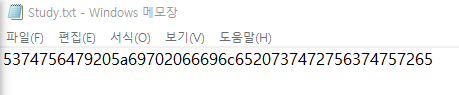 Study.txt - Windows 메모장
파일(F) 편집(E) 서식(O) 보기(V) 도움말(H)
5374756479205a69702066696c6520737472756374757265